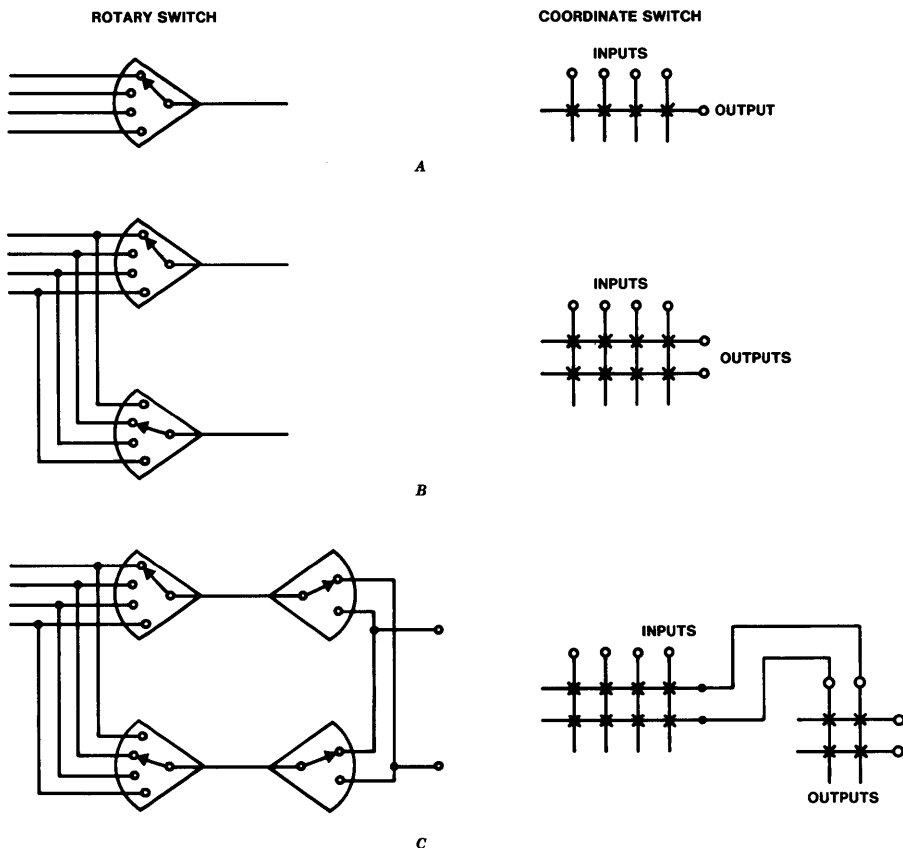 ROTARY SWITCH
COORDINATE SWITCH
INPUTS
OUTPUT
A
INPUTS
OUTPUTS
B
INPUTS
OUTPUTS
C